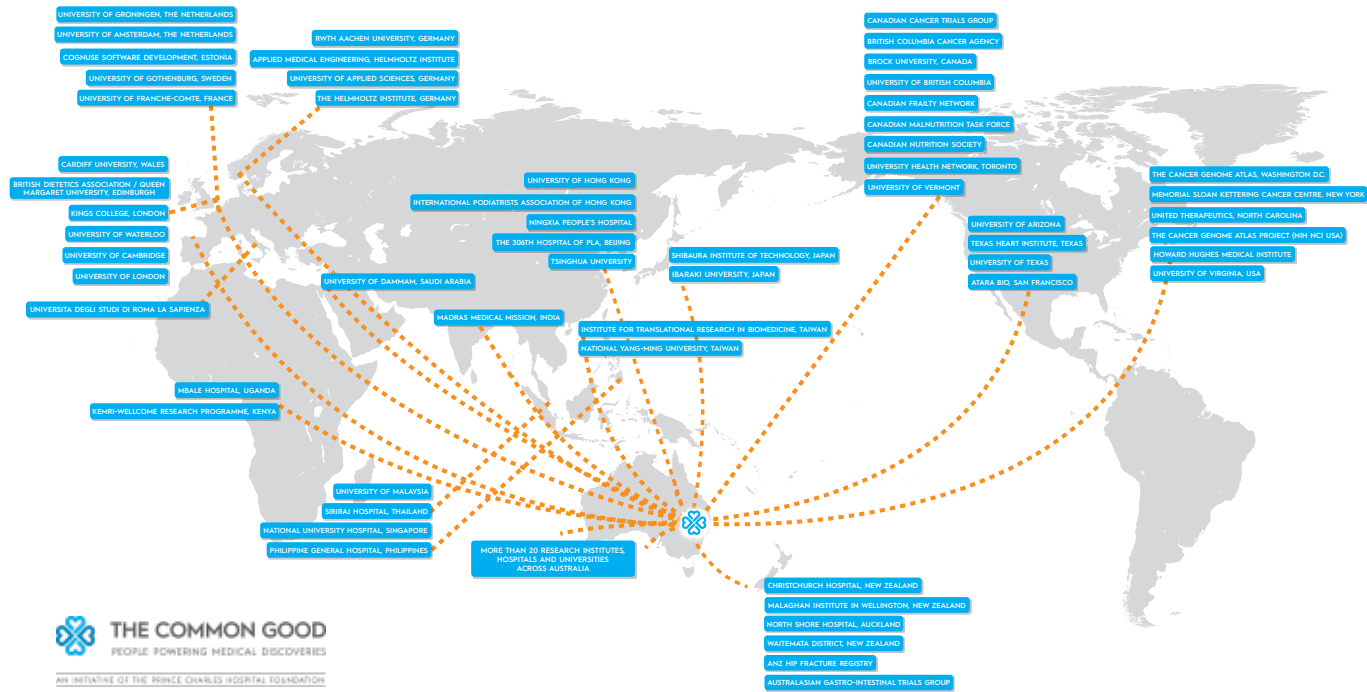 UNIVERSITY OF GRONINGEN, THE NETHERLANDS
UNIVERSITY OF AMSTERDAM, THE NETHERLANDS
COGNUSE SOFTWARE DEVELOPMENT, ESTONIA
UNIVERSITY OF GOTHENBURG, SWEDEN
UNIVERSITY OF FRANCHE-COMTE, FRANCE
RWTH AACHEN UNIVERSITY, GERMANY
APPLIED MEDICAL ENGINEERING, HELMHOLTZ INSTITUTE
UNIVERSITY OF APPLIED SCIENCES, GERMANY
THE HELMHOLTZ INSTITUTE, GERMANY
CANADIAN CANCER TRIALS GROUP
BRITISH COLUMBIA CANCER AGENCY
BROCK UNIVERSITY, CANADA
UNIVERSITY OF BRITISH COLUMBIA
CANADIAN FRAILTY NETWORK
CANADIAN MALNUTRITION TASK FORCE
CANADIAN NUTRITION SOCIETY
UNIVERSITY HEALTH NETWORK, TORONTO
UNIVERSITY OF VERMONT
CARDIFF UNIVERSITY, WALES
BRITISH DIETETICS ASSOCIATION / QUEEN
MARGARET UNIVERSITY, EDINBURGH
KINGS COLLEGE, LONDON
UNIVERSITY OF WATERLOO
UNIVERSITY OF CAMBRIDGE
UNIVERSITY OF LONDON
UNIVERSITA DEGLI STUDI DI ROMA LA SAPIENZA
UNIVERSITY OF HONG KONG
INTERNATIONAL PODIATRISTS ASSOCIATION OF HONG KONG
NINGXIA PEOPLE'S HOSPITAL
THE 306TH HOSPITAL OF PLA, BEIJING
TSINGHUA UNIVERSITY
SHIBAURA INSTITUTE OF TECHNOLOGY, JAPAN
IBARAKI UNIVERSITY, JAPAN
UNIVERSITY OF ARIZONA
TEXAS HEART INSTITUTE, TEXAS
UNIVERSITY OF TEXAS
ATARA BIO, SAN FRANCISCO
THE CANCER GENOME ATLAS, WASHINGTON D.C.
MEMORIAL SLOAN KETTERING CANCER CENTRE, NEW YORK
UNITED THERAPEUTICS, NORTH CAROLINA
THE CANCER GENOME ATLAS PROJECT (NIH NCI USA)
HOWARD HUGHES MEDICAL INSTITUTE
UNIVERSITY OF VIRGINIA, USA
UNIVERSITY OF DAMMAM, SAUDI ARABIA
MADRAS MEDICAL MISSION, INDIA
INSTITUTE FOR TRANSLATIONAL RESEARCH IN BIOMEDICINE, TAIWAN
NATIONAL YANG-MING UNIVERSITY, TAIWAN
MBALE HOSPITAL, UGANDA
KEMRI-WELLCOME RESEARCH PROGRAMME, KENYA
UNIVERSITY OF MALAYSIA
SIRIRAJ HOSPITAL, THAILAND
NATIONAL UNIVERSITY HOSPITAL, SINGAPORE
PHILIPPINE GENERAL HOSPITAL, PHILIPPINES
MORE THAN 20 RESEARCH INSTITUTES,
HOSPITALS AND UNIVERSITIES
ACROSS AUSTRALIA
CHRISTCHURCH HOSPITAL, NEW ZEALAND
MALAGHAN INSTITUTE IN WELLINGTON, NEW ZEALAND
NORTH SHORE HOSPITAL, AUCKLAND
WAITEMATA DISTRICT, NEW ZEALAND
ANZ HIP FRACTURE REGISTRY
AUSTRALASIAN GASTRO-INTESTINAL TRIALS GROUP
THE COMMON GOOD
PEOPLE POWERING MEDICAL DISCOVERIES
AN INITIATIVE OF THE PRINCE CHARLES HOSPITAL FOUNDATION